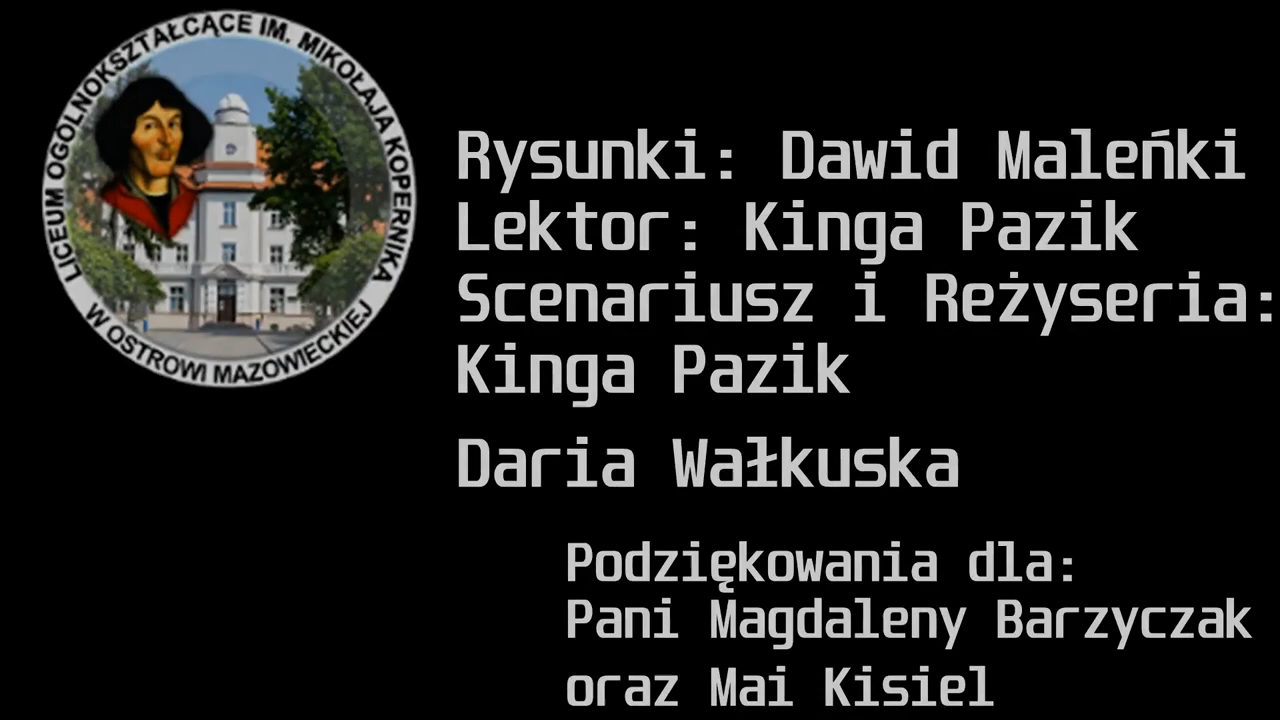 LICEUM OGÓLNOKSZTAŁCĄCE IM. MIKOŁAJA KOPERNIKA
W OSTROWI MAZOWIECKIEJ
Rysunki: Dawid Maleńki
Lektor: Kinga Pazik
Scenariusz i Reżyseria:
Kinga Pazik
Daria Wałkuska
Podziękowania dla:
Pani Magdaleny Barzyczak
oraz Mai Kisiel